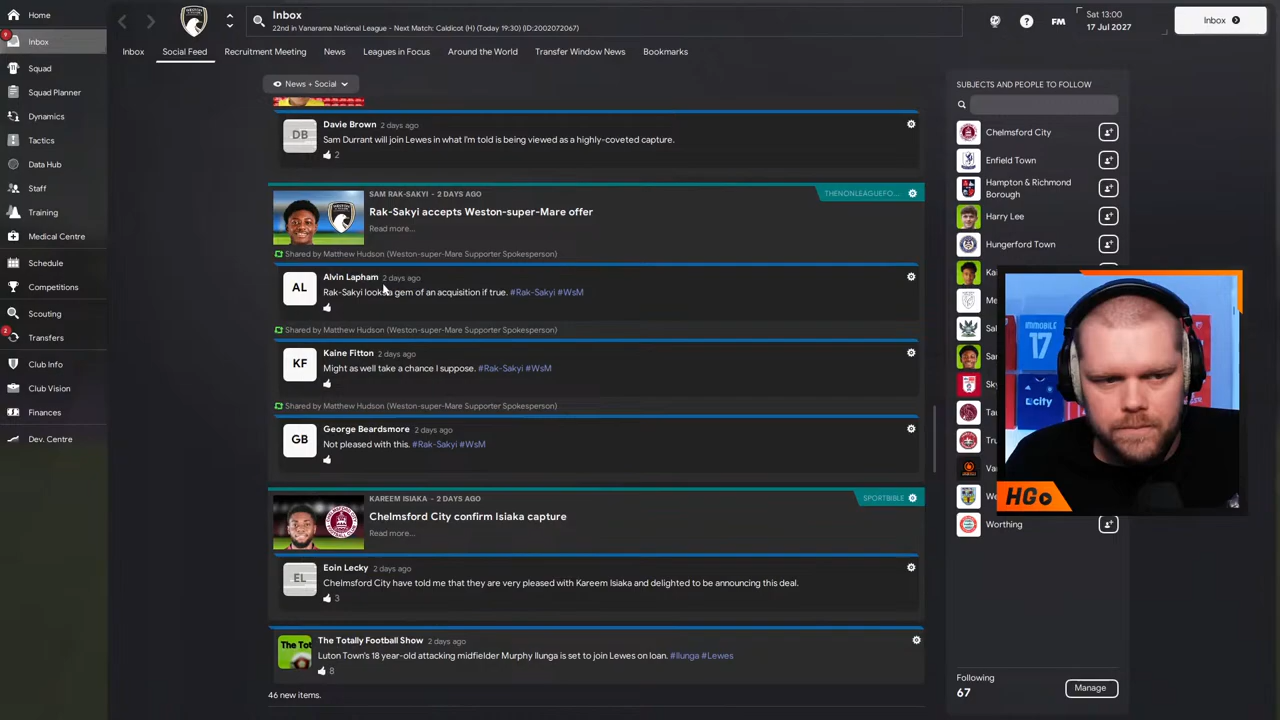 Home
9
Inbox
Squad
Squad Planner
Dynamics
Tactics
Data Hub
Staff
Training
Medical Centre
Schedule
Competitions
Scouting
2
Transfers
Club Info
Club Vision
Finances
Dev. Centre
Inbox
22nd in Vanarama National League - Next Match: Caldicot (H) (Today 19:30) (ID:2002072067)
?
FM
Sat 13:00
17 Jul 2027
Inbox
Inbox
Social Feed
Recruitment Meeting
News
Leagues in Focus
Around the World
Transfer Window News
Bookmarks
News + Social
DB
Davie Brown 2 days ago
Sam Durrant will join Lewes in what I'm told is being viewed as a highly-coveted capture.
2
SAM RAK-SAKYI - 2 DAYS AGO
THENONLEAGUEFO...
Rak-Sakyi accepts Weston-super-Mare offer
Read more...
Shared by Matthew Hudson (Weston-super-Mare Supporter Spokesperson)
AL
Alvin Lapham 2 days ago
Rak-Sakyi looks a gem of an acquisition if true. #Rak-Sakyi #WsM
Shared by Matthew Hudson (Weston-super-Mare Supporter Spokesperson)
KF
Kaine Fitton 2 days ago
Might as well take a chance I suppose. #Rak-Sakyi #WsM
Shared by Matthew Hudson (Weston-super-Mare Supporter Spokesperson)
GB
George Beardsmore 2 days ago
Not pleased with this. #Rak-Sakyi #WsM
KAREEM ISIAKA - 2 DAYS AGO
SPORTBIBLE
Chelmsford City confirm Isiaka capture
Read more...
EL
Eoin Lecky 2 days ago
Chelmsford City have told me that they are very pleased with Kareem Isiaka and delighted to be announcing this deal.
3
The Totally Football Show 2 days ago
Luton Town's 18 year-old attacking midfielder Murphy Ilunga is set to join Lewes on loan. #Ilunga #Lewes
8
46 new items.
SUBJECTS AND PEOPLE TO FOLLOW
Chelmsford City
Enfield Town
Hampton & Richmond
Borough
Harry Lee
Hungerford Town
Worthing
IMMOBILE
17
HG
Following
67
Manage